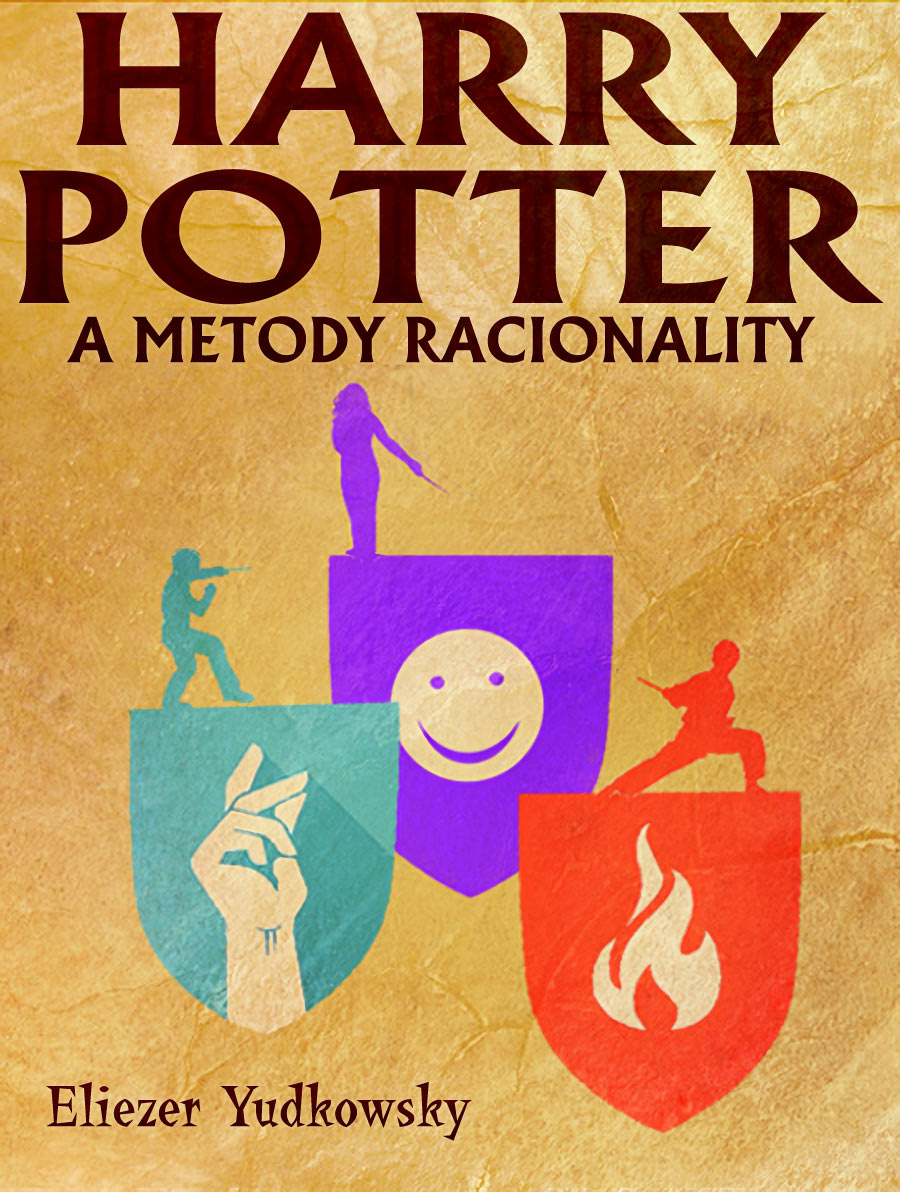 HARRY
POTTER
A METODY RACIONALITY
Eliezer Yudkowsky